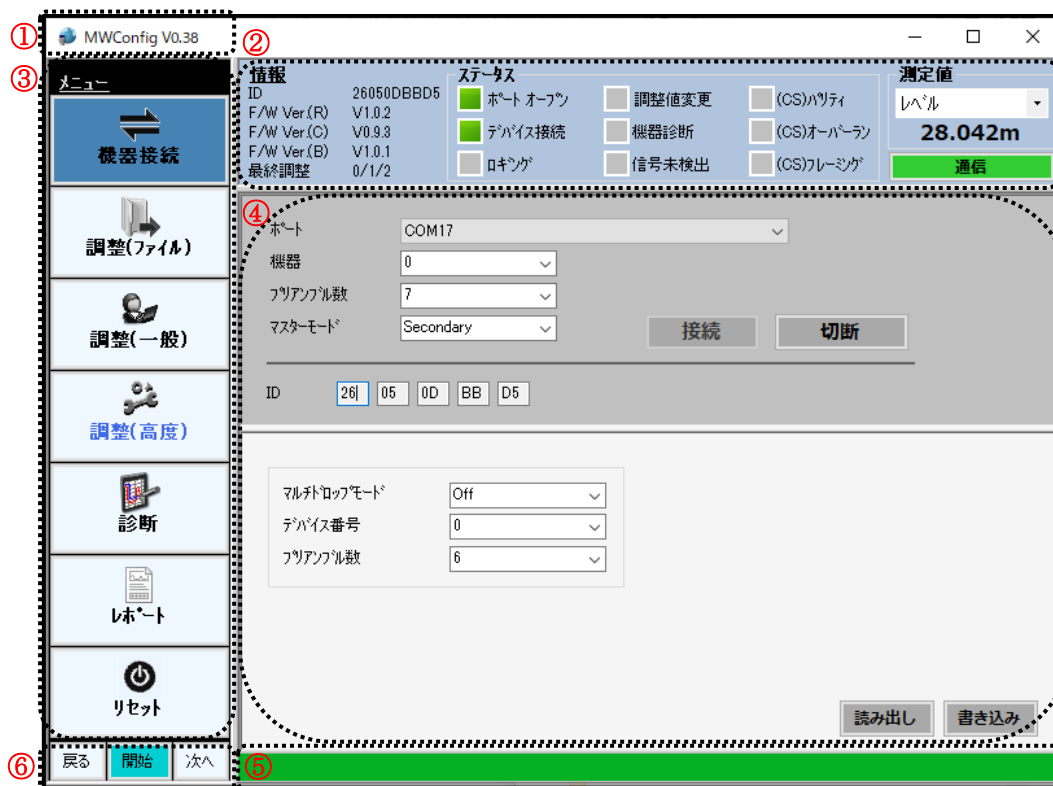 ① MWConfig V0.38
②
③ メニュー
機器接続
調整(ファイル)
調整(一般)
調整(高度)
診断
レポート
リセット
⑥ 戻る 開始 次へ
情報
ID 26050DBBD5
F/W Ver.(R) V1.0.2
F/W Ver.(C) V0.9.3
F/W Ver.(B) V1.0.1
最終調整 0/1/2
ステータス
ポート オープン 調整値変更 (CS)パリティ
デバイス接続 機器診断 (CS)オーバーラン
ロギング 信号未検出 (CS)フレーミング
測定値
レベル
28.042m
通信
④
ポート COM17
機器 0
プリアンブル数 7
マスターモード Secondary
接続 切断
ID 26 05 0D BB D5
マルチドロップモード Off
デバイス番号 0
プリアンブル数 6
読み出し 書き込み
⑤